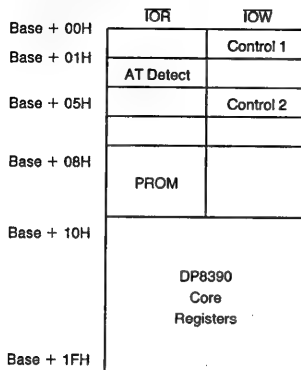 IOR IOW
Base + 00H
Control 1
Base + 01H
AT Detect
Base + 05H
Control 2
Base + 08H
PROM
Base + 10H
DP8390
Core
Registers
Base + 1FH